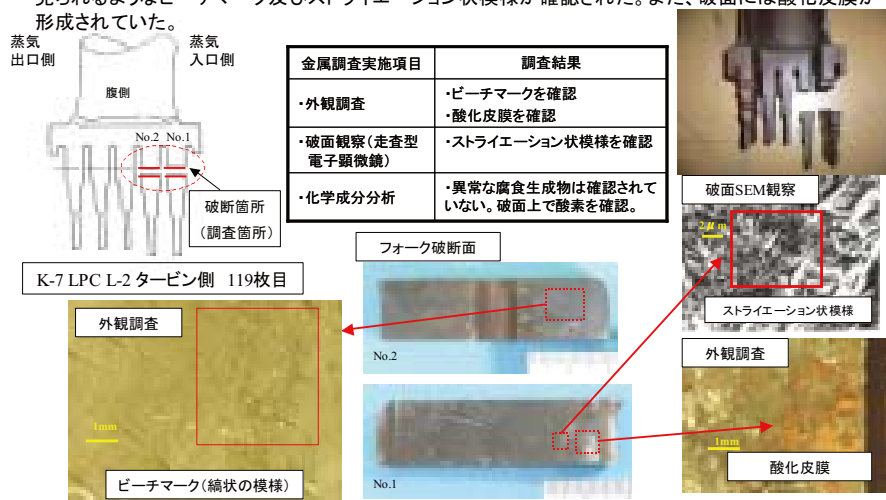 形成されていた。
蒸気
出口側
蒸気
入口側
腹側
No.2 No.1
破断箇所
（調査箇所）
K-7 LPC L-2 タービン側 119枚目
金属調査実施項目 調査結果
・外観調査 ・ビーチマークを確認
・酸化皮膜を確認
・破面観察（走査型
電子顕微鏡） ・ストライエーション状模様を確認
・化学成分分析 ・異常な腐食生成物は確認されて
いない。破面上で酸素を確認。
フォーク破断面
No.2
No.1
外観調査
1mm
ビーチマーク（縞状の模様）
破面SEM観察
2μm
ストライエーション状模様
外観調査
1mm
酸化皮膜